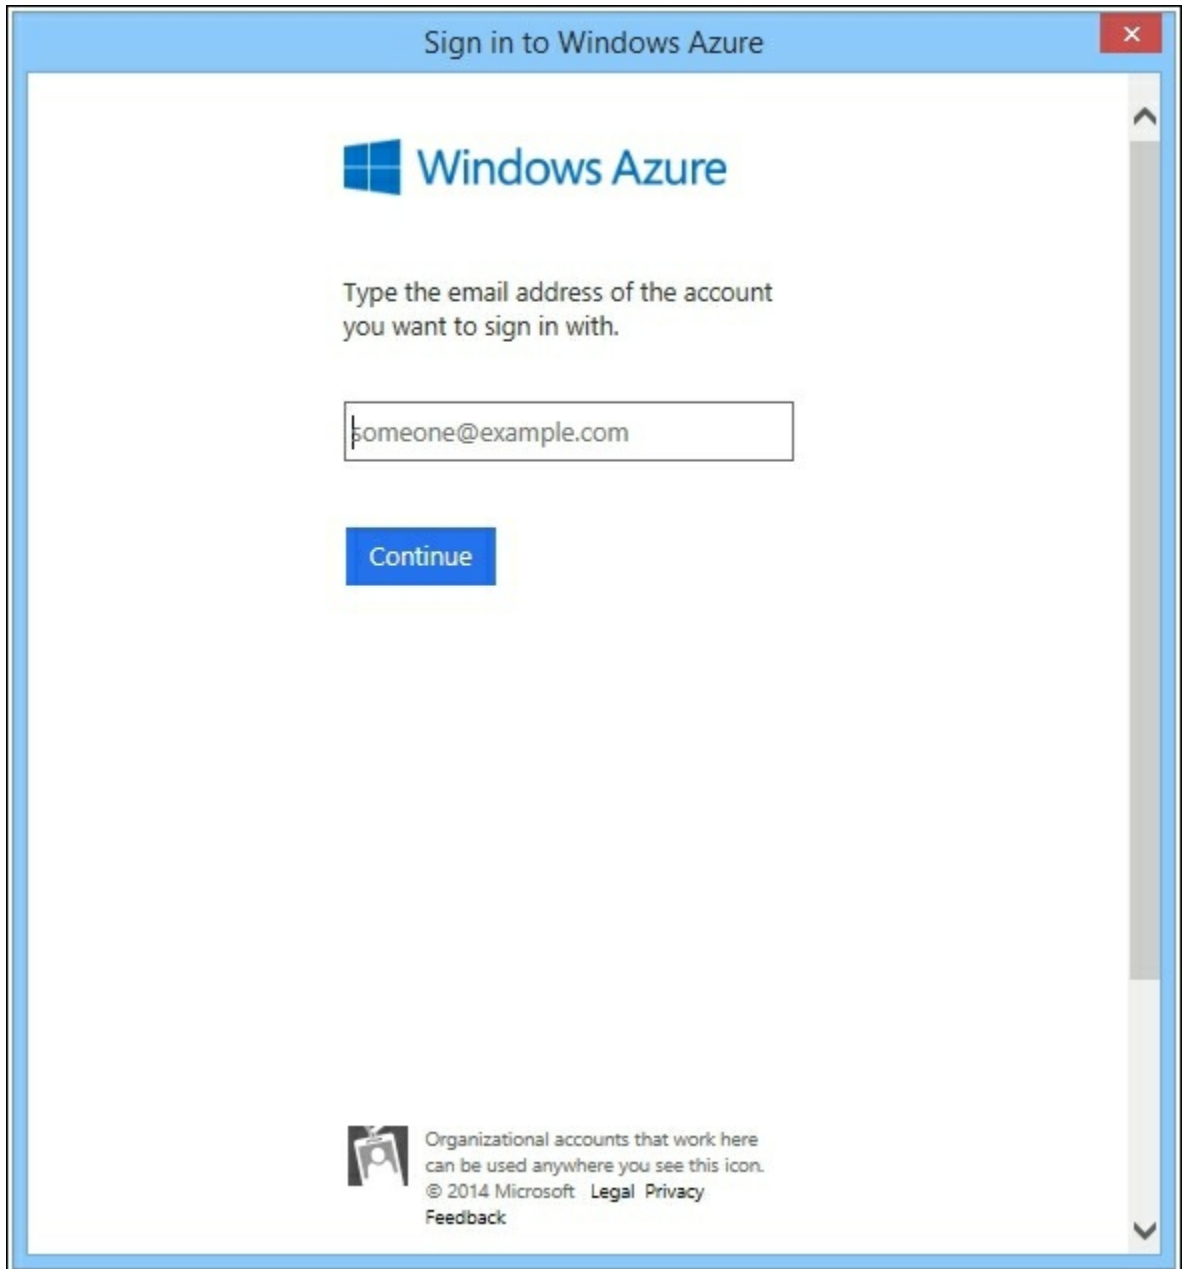 Sign in to Windows Azure
Windows Azure
Type the email address of the account
you want to sign in with.
someone@example.com
Continue
Organizational accounts that work here
can be used anywhere you see this icon.
© 2014 Microsoft Legal Privacy
Feedback